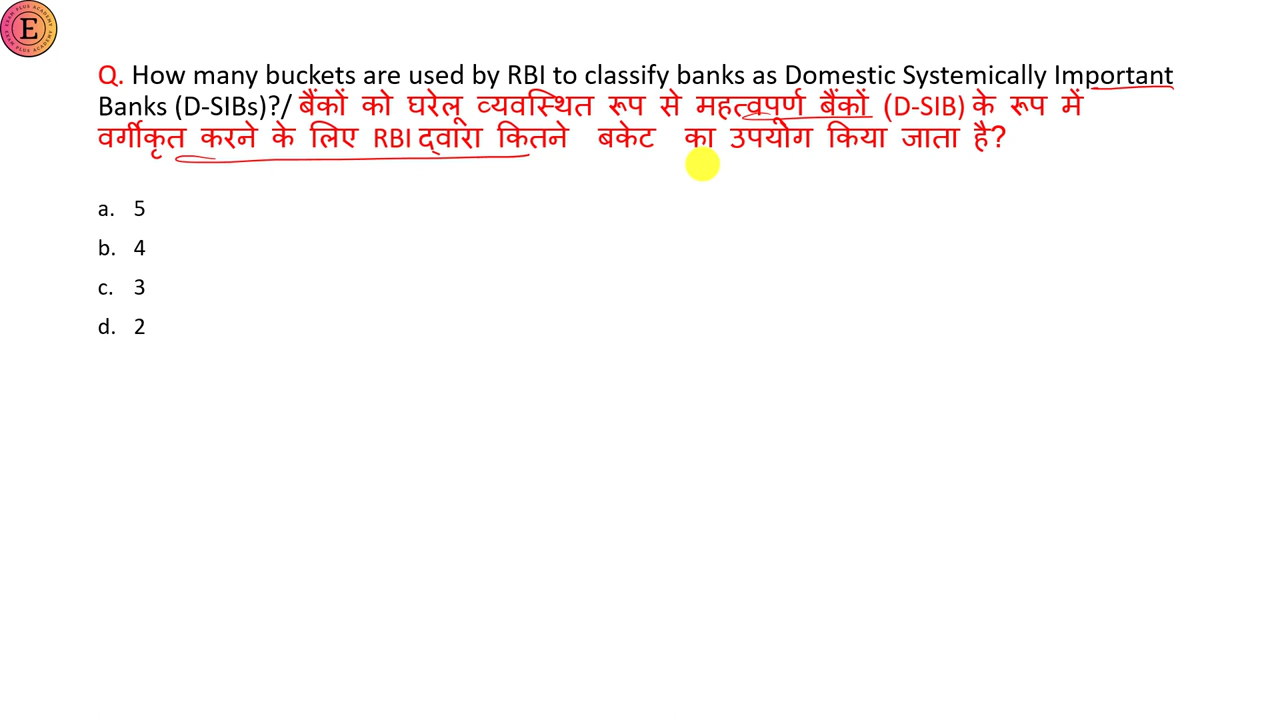 E
Q. How many buckets are used by RBI to classify banks as Domestic Systemically Important
Banks (D-SIBs)?/ बैंकों को घरेलू व्यवस्थित रूप से महत्वपूर्ण बैंकों (D-SIB) के रूप में
वर्गीकृत करने के लिए RBI द्वारा कितने बकेट का उपयोग किया जाता है?
a. 5
b. 4
c. 3
d. 2